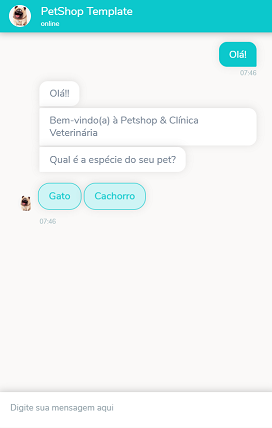 PetShop Template
online
Olá!
07:46
Olá!!
Bem-vindo(a) à Petshop & Clínica
Veterinária
Qual é a espécie do seu pet?
Gato
Cachorro
07:46
Digite sua mensagem aqui